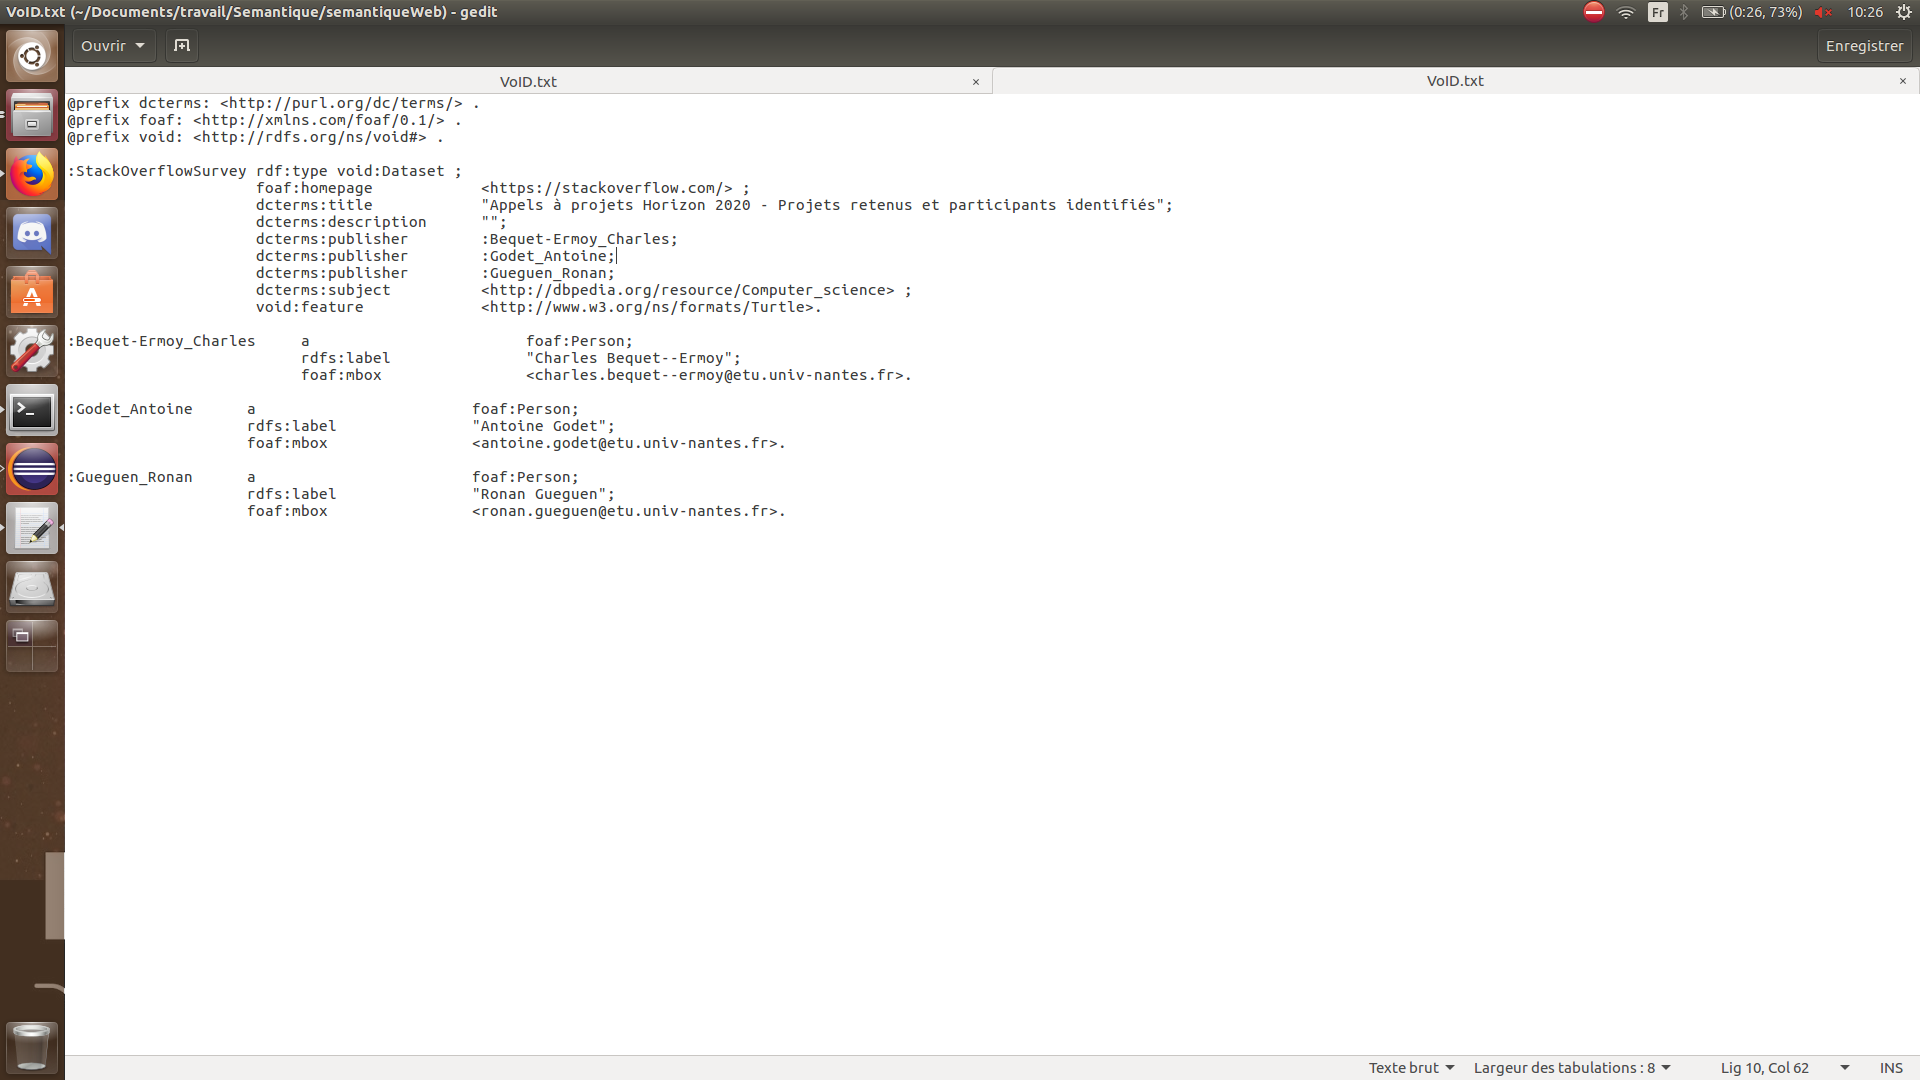 VoID.txt (~/Documents/travail/Semantique/semantiqueWeb) - gedit
Fr
(0:26, 73%)
10:26
Ouvrir
Enregistrer
VoID.txt
×
VoID.txt
×
@prefix dcterms: <http://purl.org/dc/terms/> .
@prefix foaf: <http://xmlns.com/foaf/0.1/> .
@prefix void: <http://rdfs.org/ns/void#> .
:StackOverflowSurvey rdf:type void:Dataset ;
foaf:homepage <https://stackoverflow.com/> ;
dcterms:title "Appels à projets Horizon 2020 - Projets retenus et participants identifiés";
dcterms:description "";
dcterms:publisher :Bequet-Ermoy_Charles;
dcterms:publisher :Godet_Antoine;
dcterms:publisher :Gueguen_Ronan;
dcterms:subject <http://dbpedia.org/resource/Computer_science> ;
void:feature <http://www.w3.org/ns/formats/Turtle>.
:Bequet-Ermoy_Charles a foaf:Person;
rdfs:label "Charles Bequet--Ermoy";
foaf:mbox <charles.bequet--ermoy@etu.univ-nantes.fr>.
:Godet_Antoine a foaf:Person;
rdfs:label "Antoine Godet";
foaf:mbox <antoine.godet@etu.univ-nantes.fr>.
:Gueguen_Ronan a foaf:Person;
rdfs:label "Ronan Gueguen";
foaf:mbox <ronan.gueguen@etu.univ-nantes.fr>.
Texte brut
Largeur des tabulations : 8
Lig 10, Col 62
INS